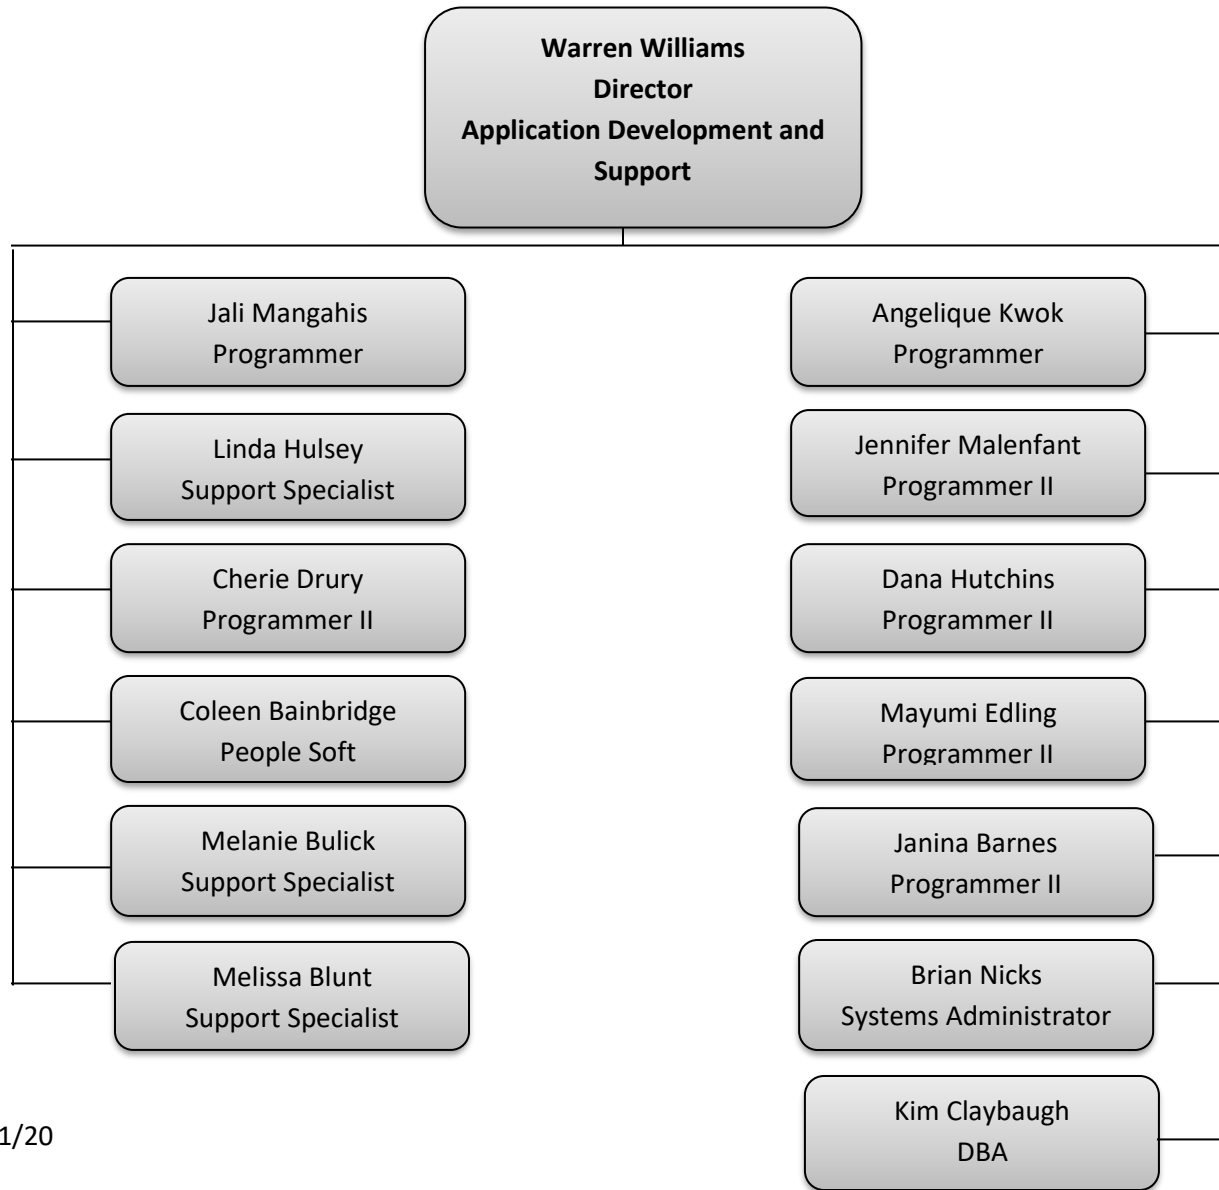 Warren Williams
Director
Application Development and
Support
Jali Mangahis
Programmer
Linda Hulsey
Support Specialist
Cherie Drury
Programmer II
Coleen Bainbridge
People Soft
Melanie Bulick
Support Specialist
Melissa Blunt
Support Specialist
Angelique Kwok
Programmer
Jennifer Malenfant
Programmer II
Dana Hutchins
Programmer II
Mayumi Edling
Programmer II
Janina Barnes
Programmer II
Brian Nicks
Systems Administrator
Kim Claybaugh
DBA
1/20